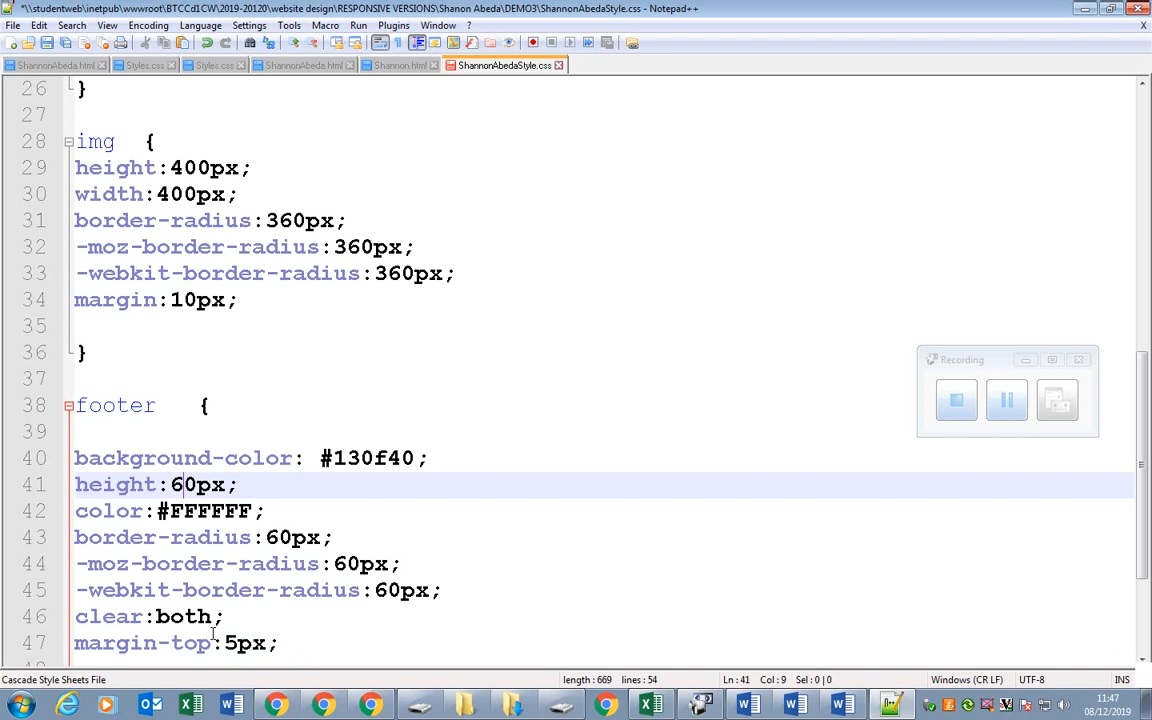 *\\studentweb\inetpub\wwwroot\BTCCd1CW\2019-20120\website design\RESPONSIVE VERSIONS\Shanon Abeda\DEMO3\ShannonAbedaStyle.css - Notepad++
File Edit Search View Encoding Language Settings Tools Macro Run Plugins Window ?
X
ShannonAbeda.html Styles.css Styles.css ShannonAbeda.html Shannon.html ShannonAbedaStyle.css
26 }
27
28 img {
29 height:400px;
30 width:400px;
31 border-radius:360px;
32 -moz-border-radius:360px;
33 -webkit-border-radius:360px;
34 margin:10px;
35
36 }
37
38 footer {
39
40 background-color: #130f40;
41 height:60px;
42 color:#FFFFFF;
43 border-radius:60px;
44 -moz-border-radius:60px;
45 -webkit-border-radius:60px;
46 clear:both;
47 margin-top:5px;
Recording
Cascade Style Sheets File length : 669 lines : 54 Ln : 41 Col : 9 Sel : 0 | 0 Windows (CR LF) UTF-8 INS
11:47
08/12/2019